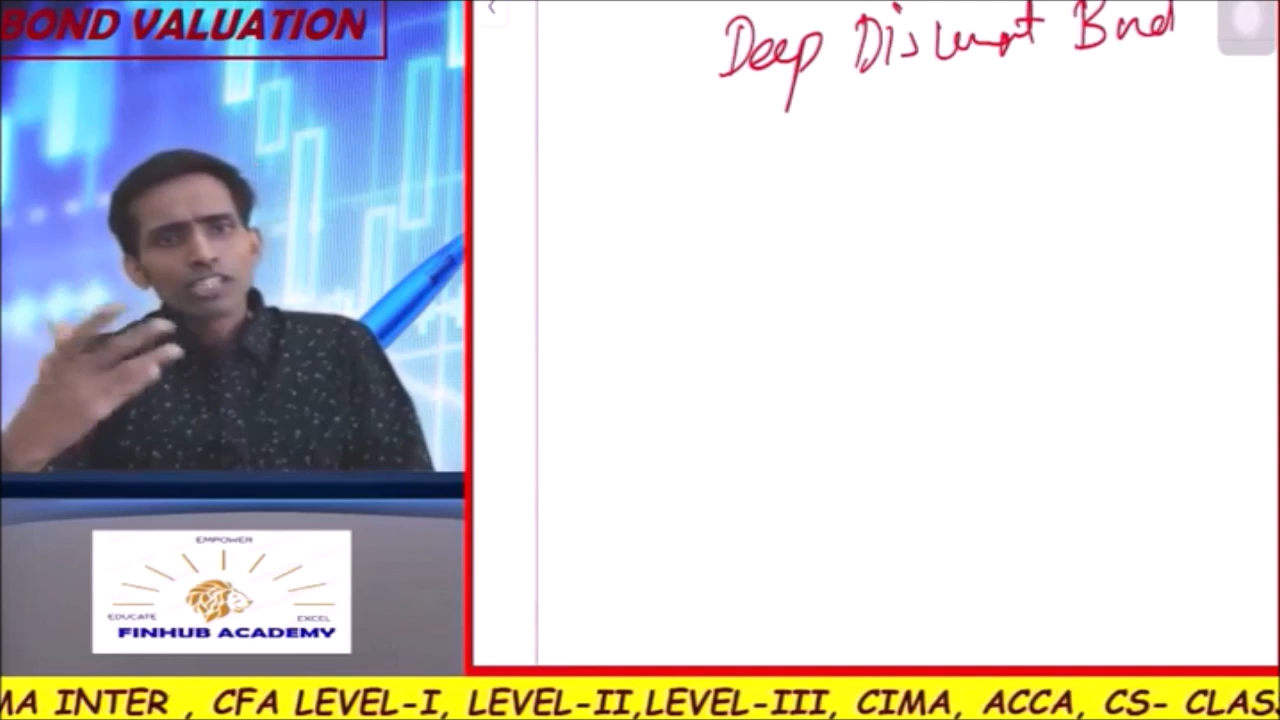 BOND VALUATION
Deep Discount Bond
EMPOWER
EDUCATE
EXCEL
FINHUB ACADEMY
MA INTER , CFA LEVEL-I, LEVEL-II,LEVEL-III, CIMA, ACCA, CS- CLAS